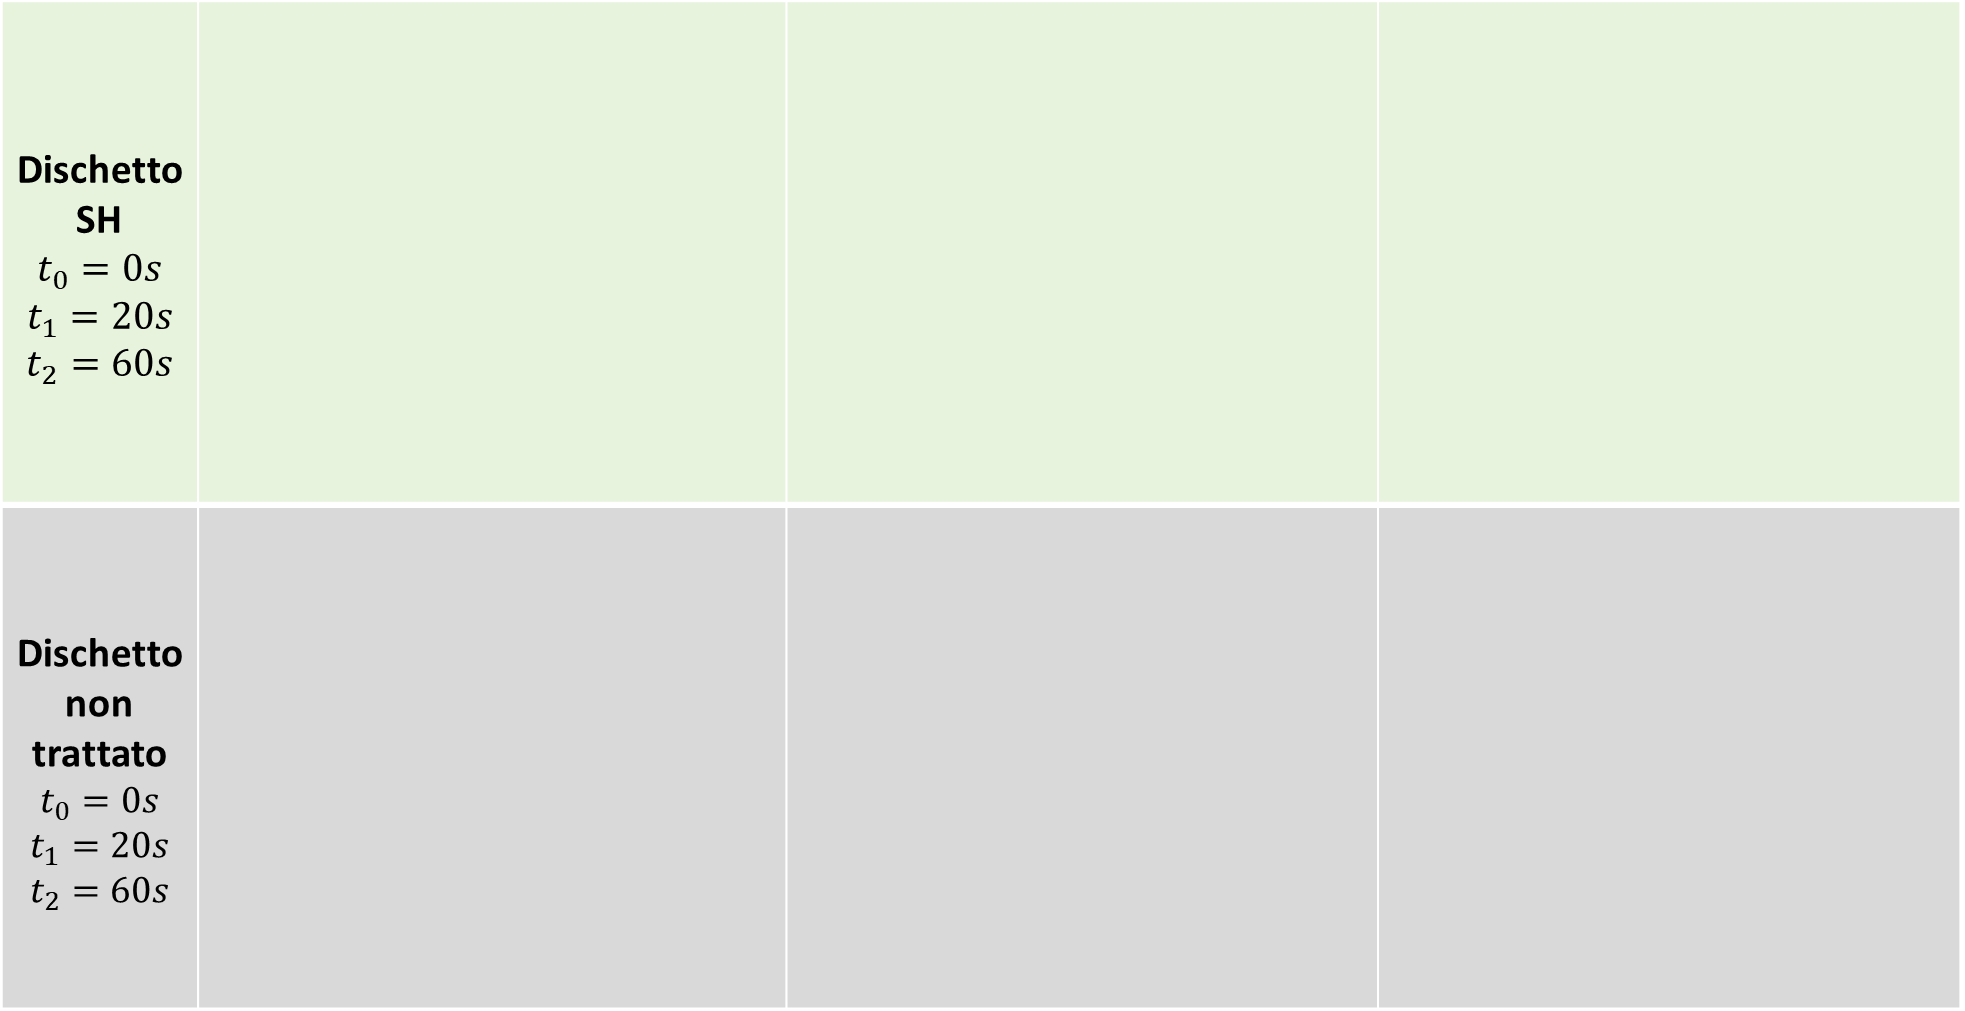 Dischetto
SH
t₀ = 0s
t₁ = 20s
t₂ = 60s
Dischetto
non
trattato
t₀ = 0s
t₁ = 20s
t₂ = 60s